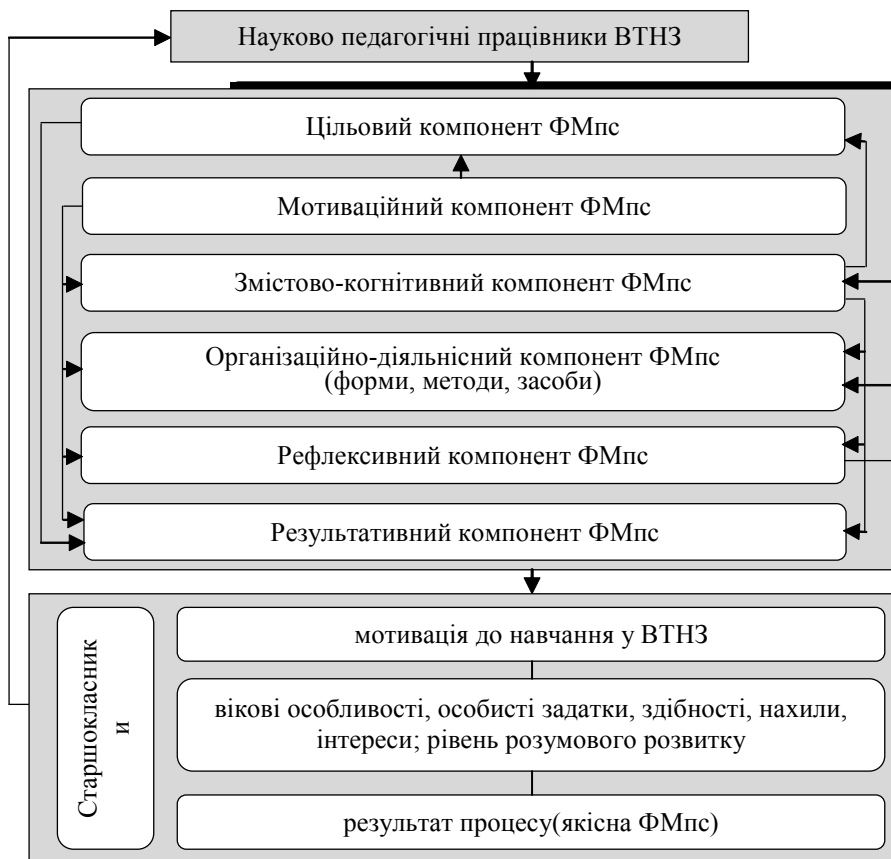 Науково педагогічні працівники ВТНЗ
Цільовий компонент ФМпс
Мотиваційний компонент ФМпс
Змістово-когнітивний компонент ФМпс
Організаційно-діяльнісний компонент ФМпс
(форми, методи, засоби)
Рефлексивний компонент ФМпс
Результативний компонент ФМпс
Старшокласник
и
мотивація до навчання у ВТНЗ
вікові особливості, особисті задатки, здібності, нахили,
інтереси; рівень розумового розвитку
результат процесу(якісна ФМпс)